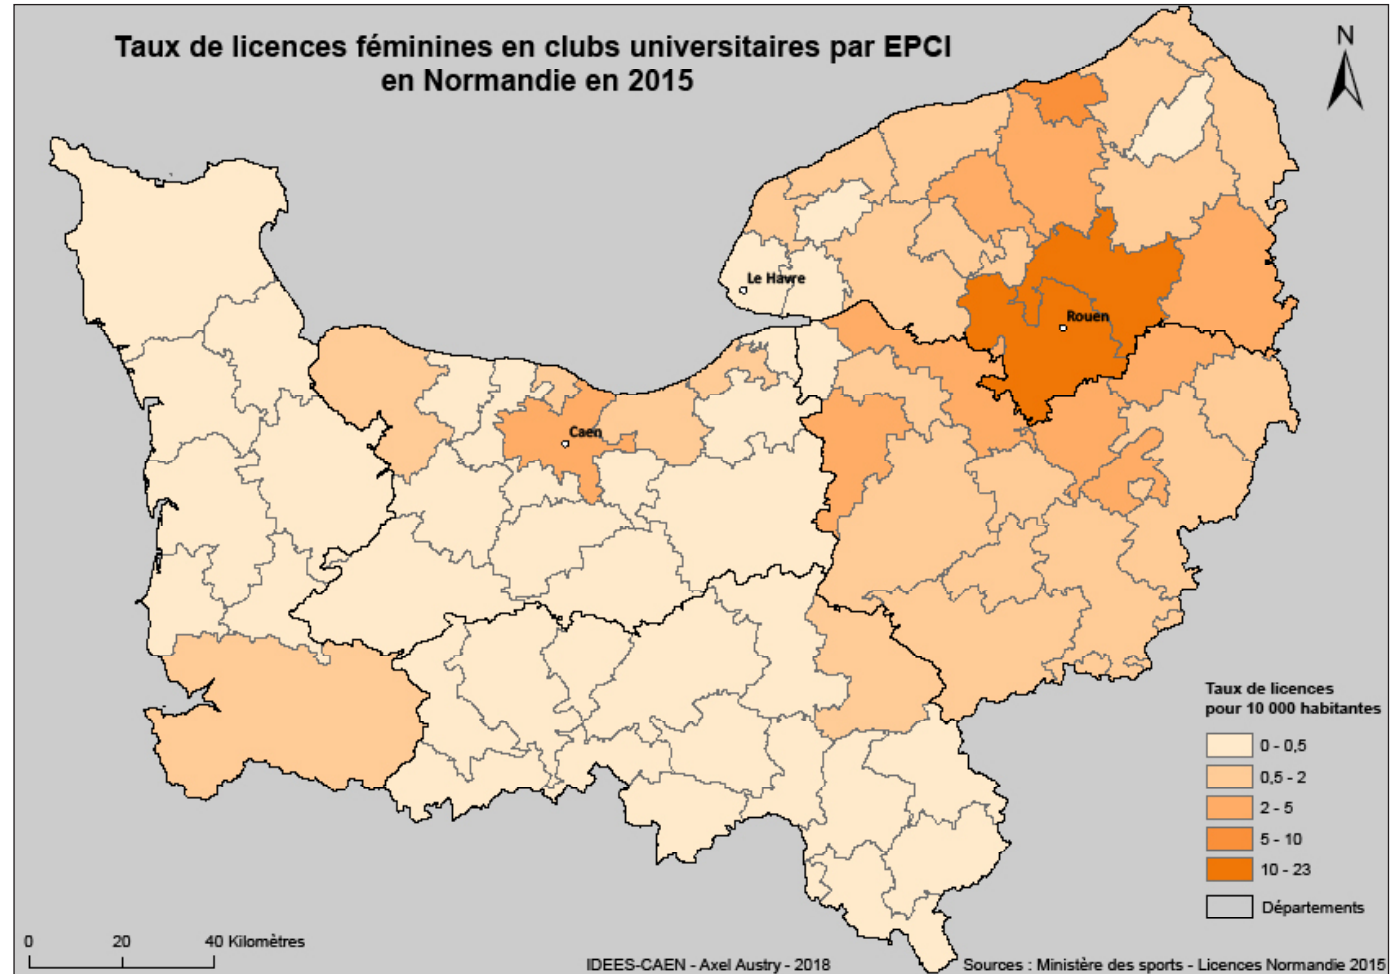 Taux de licences féminines en clubs universitaires par EPCI
en Normandie en 2015
N
Le Havre
Rouen
Caen
Taux de licences
pour 10 000 habitantes
0 - 0,5
0,5 - 2
2 - 5
5 - 10
10 - 23
Départements
0 20 40 Kilomètres
IDEES-CAEN - Axel Austry - 2018
Sources : Ministère des sports - Licences Normandie 2015